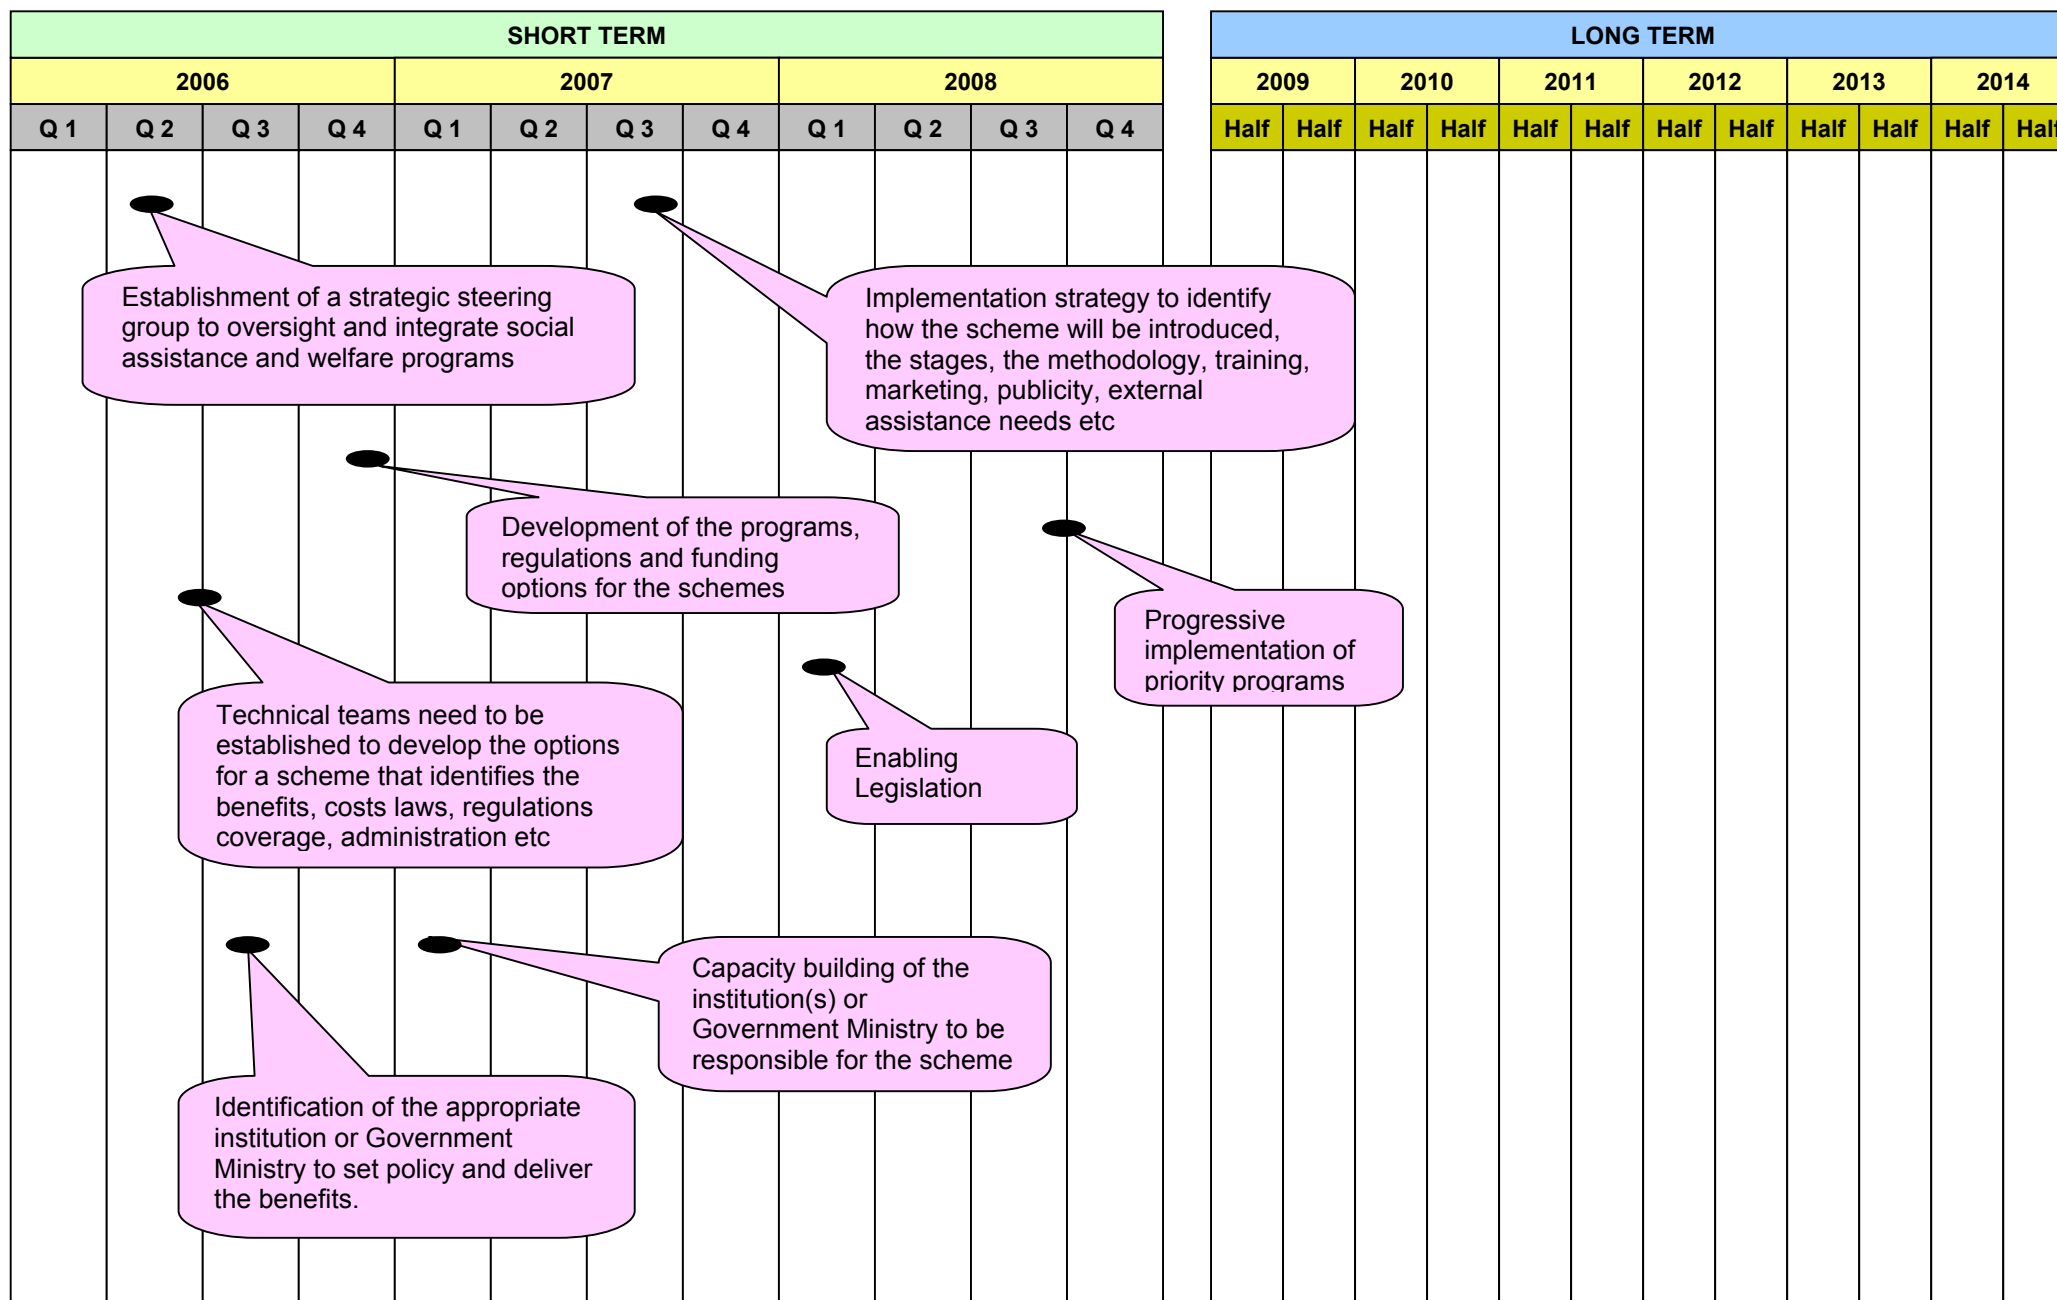 SHORT TERM
LONG TERM
2006 2007 2008 2009 2010 2011 2012 2013 2014
Q 1 Q 2 Q 3 Q 4 Q 1 Q 2 Q 3 Q 4 Q 1 Q 2 Q 3 Q 4 Half Half Half Half Half Half Half Half Half Half Half Half
Establishment of a strategic steering
group to oversight and integrate social
assistance and welfare programs
Implementation strategy to identify
how the scheme will be introduced,
the stages, the methodology, training,
marketing, publicity, external
assistance needs etc
Development of the programs,
regulations and funding
options for the schemes
Progressive
implementation of
priority programs
Technical teams need to be
established to develop the options
for a scheme that identifies the
benefits, costs laws, regulations
coverage, administration etc
Enabling
Legislation
Capacity building of the
institution(s) or
Government Ministry to be
responsible for the scheme
Identification of the appropriate
institution or Government
Ministry to set policy and deliver
the benefits.